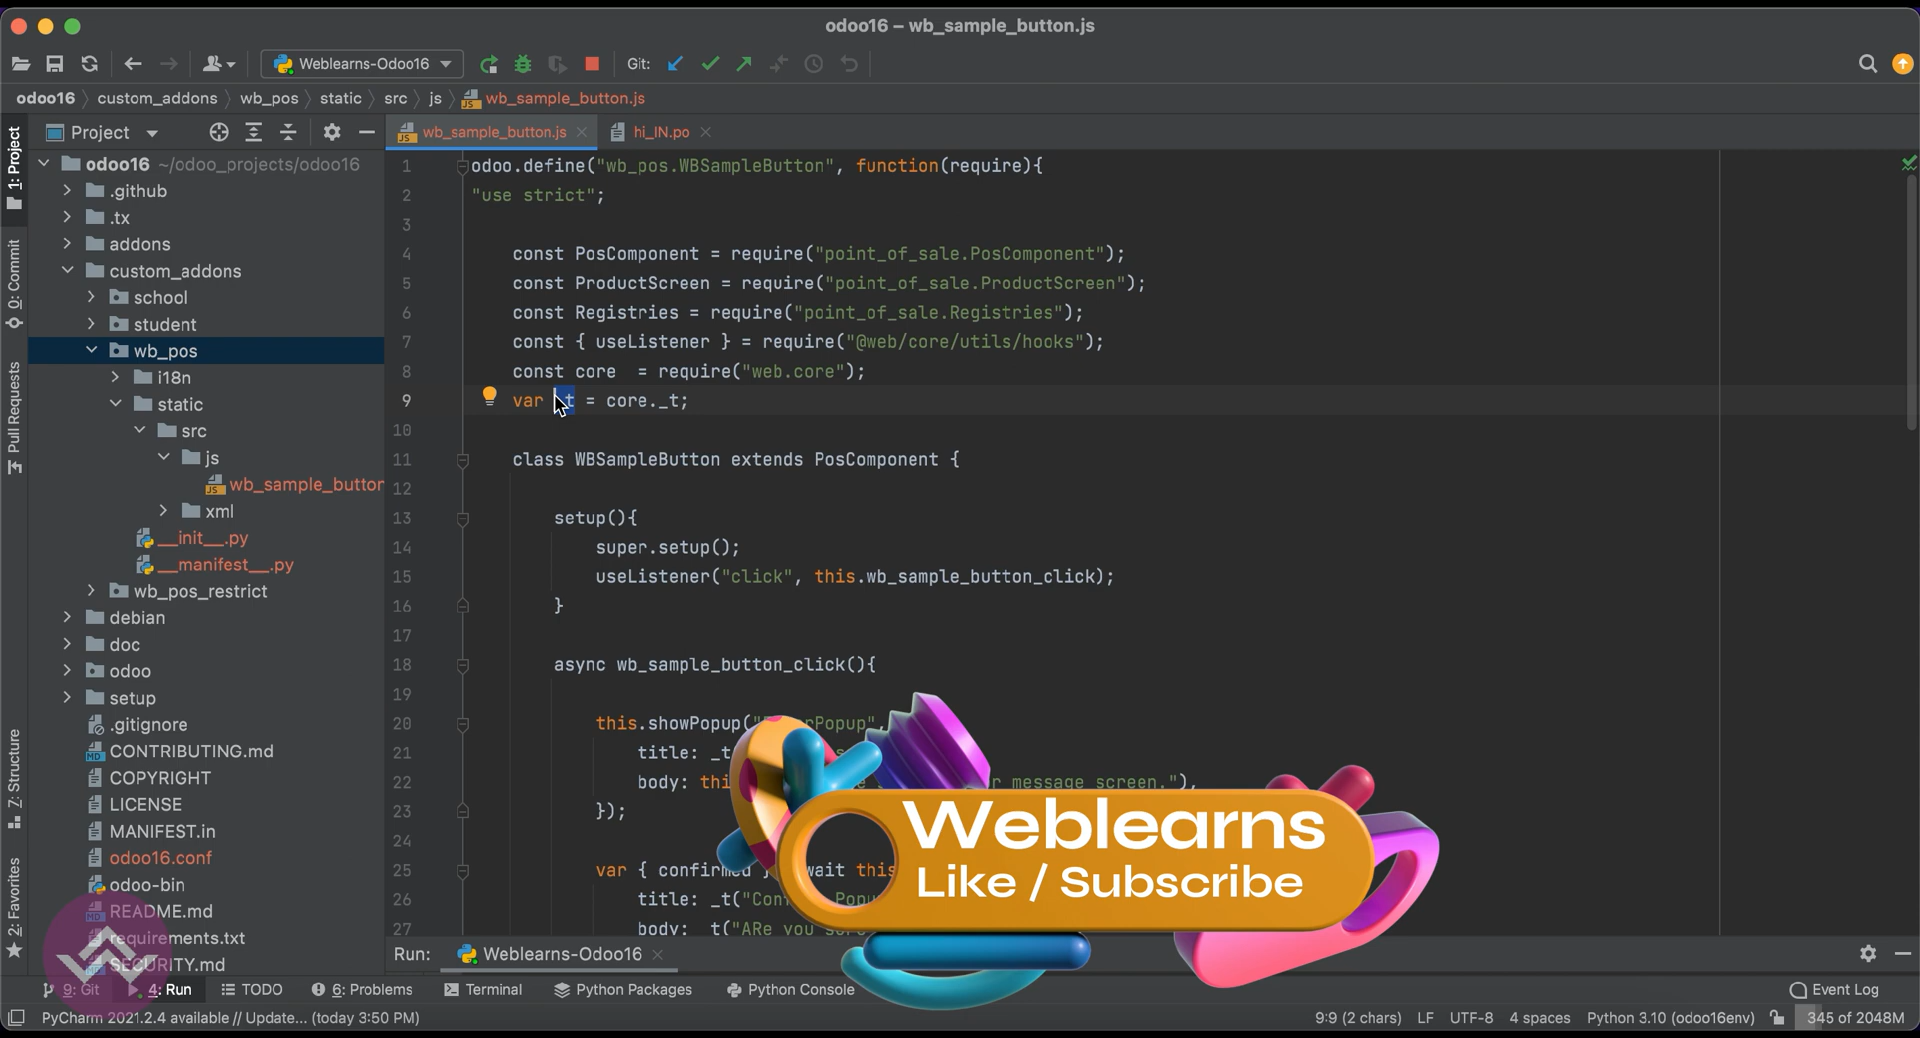 odoo16 – wb_sample_button.js
Weblearns-Odoo16
Git:
odoo16
custom_addons
wb_pos
static
src
js
wb_sample_button.js
Project
wb_sample_button.js
hi_IN.po
1: Project
0: Commit
Pull Requests
7: Structure
2: Favorites
odoo16 ~/odoo_projects/odoo16
.github
.tx
addons
custom_addons
school
student
wb_pos
i18n
static
src
js
wb_sample_button
xml
__init__.py
__manifest__.py
wb_pos_restrict
debian
doc
odoo
setup
.gitignore
CONTRIBUTING.md
COPYRIGHT
LICENSE
MANIFEST.in
odoo16.conf
odoo-bin
README.md
requirements.txt
SECURITY.md
1 odoo.define("wb_pos.WBSampleButton", function(require){
2 "use strict";
3
4 const PosComponent = require("point_of_sale.PosComponent");
5 const ProductScreen = require("point_of_sale.ProductScreen");
6 const Registries = require("point_of_sale.Registries");
7 const { useListener } = require("@web/core/utils/hooks");
8 const core  = require("web.core");
9 var _t = core._t;
10
11 class WBSampleButton extends PosComponent {
12
13 setup(){
14 super.setup();
15 useListener("click", this.wb_sample_button_click);
16 }
17
18 async wb_sample_button_click(){
19
20 this.showPopup(" rPopup",
21 title: _t
22 body: thi r message screen."),
23 });
24
25 var { confirmed } wait this
26 title: _t("Con Popu
27 body: _t("ARe you sure
Weblearns
Like / Subscribe
Run:
Weblearns-Odoo16
9: Git
4: Run
TODO
6: Problems
Terminal
Python Packages
Python Console
Event Log
PyCharm 2021.2.4 available // Update... (today 3:50 PM)
9:9 (2 chars)
LF
UTF-8
4 spaces
Python 3.10 (odoo16env)
345 of 2048M